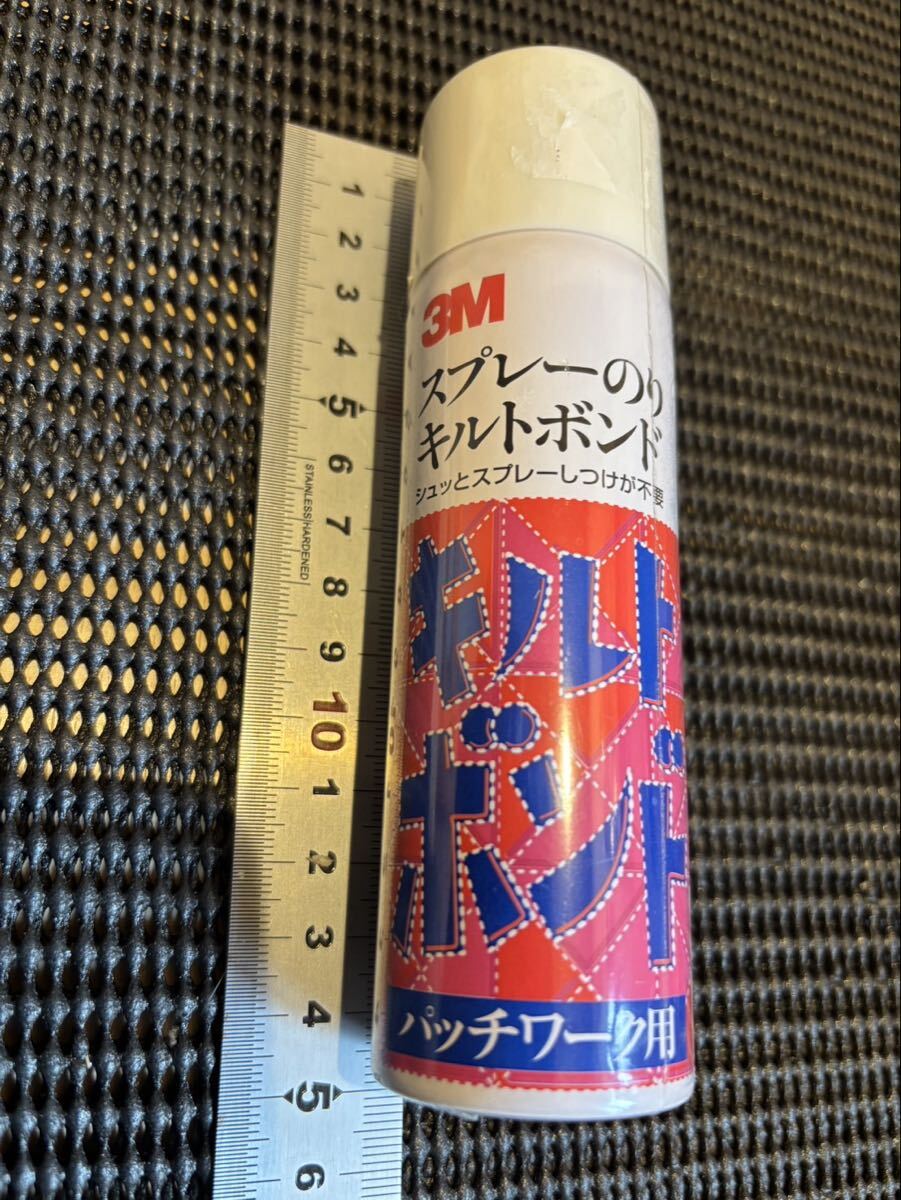 3M
スプレーのり
キルトボンド
シュッとスプレーしつけが不要
キルト
ボンド
パッチワーク用
1
2
3
4
5
6
7
8
9
10
1
2
3
4
5
6
STAINLESS HARDENED